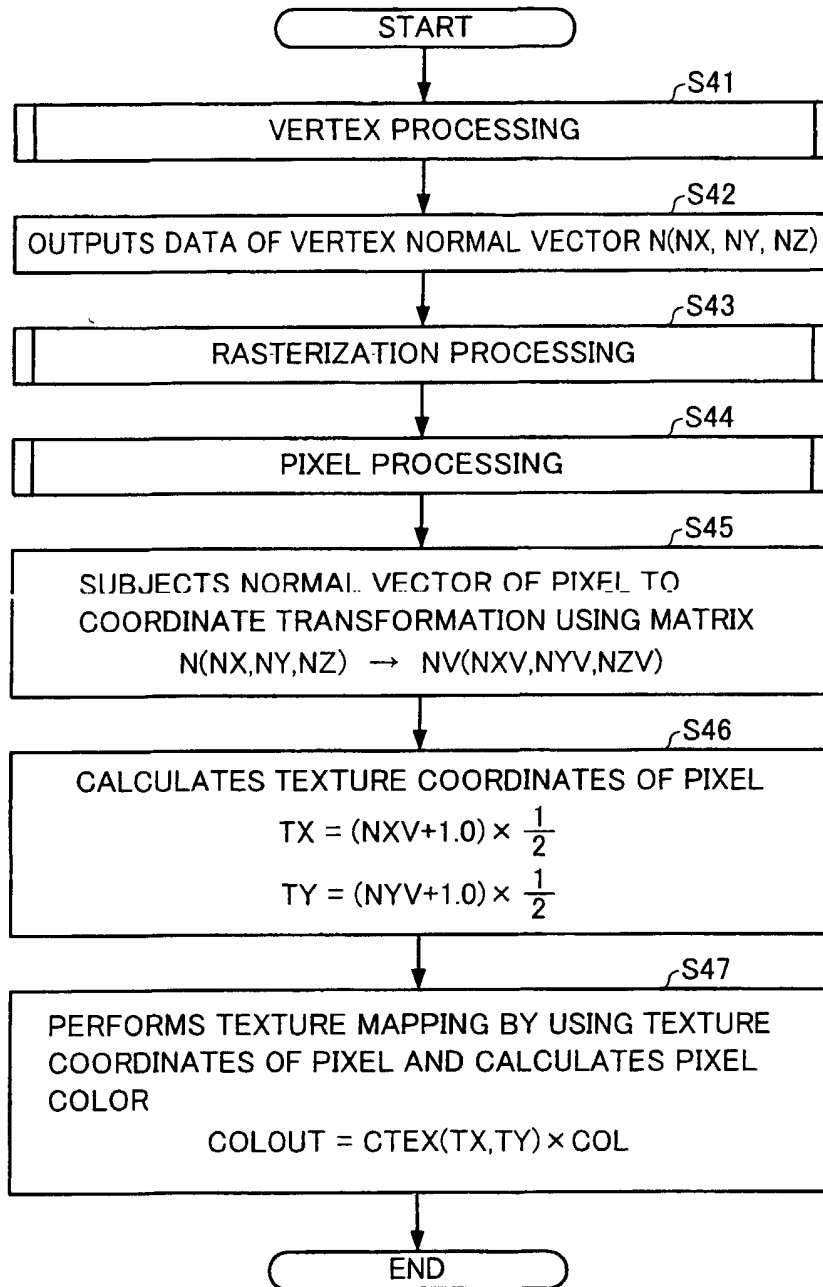 START
S41
VERTEX PROCESSING
S42
OUTPUTS DATA OF VERTEX NORMAL VECTOR N(NX, NY, NZ)
S43
RASTERIZATION PROCESSING
S44
PIXEL PROCESSING
S45
SUBJECTS NORMAL VECTOR OF PIXEL TO
COORDINATE TRANSFORMATION USING MATRIX
N(NX,NY,NZ) → NV(NXV,NYV,NZV)
S46
CALCULATES TEXTURE COORDINATES OF PIXEL
TX = (NXV+1.0) × 1/2
TY = (NYV+1.0) × 1/2
S47
PERFORMS TEXTURE MAPPING BY USING TEXTURE
COORDINATES OF PIXEL AND CALCULATES PIXEL
COLOR
COLOUT = CTEX(TX,TY) × COL
END